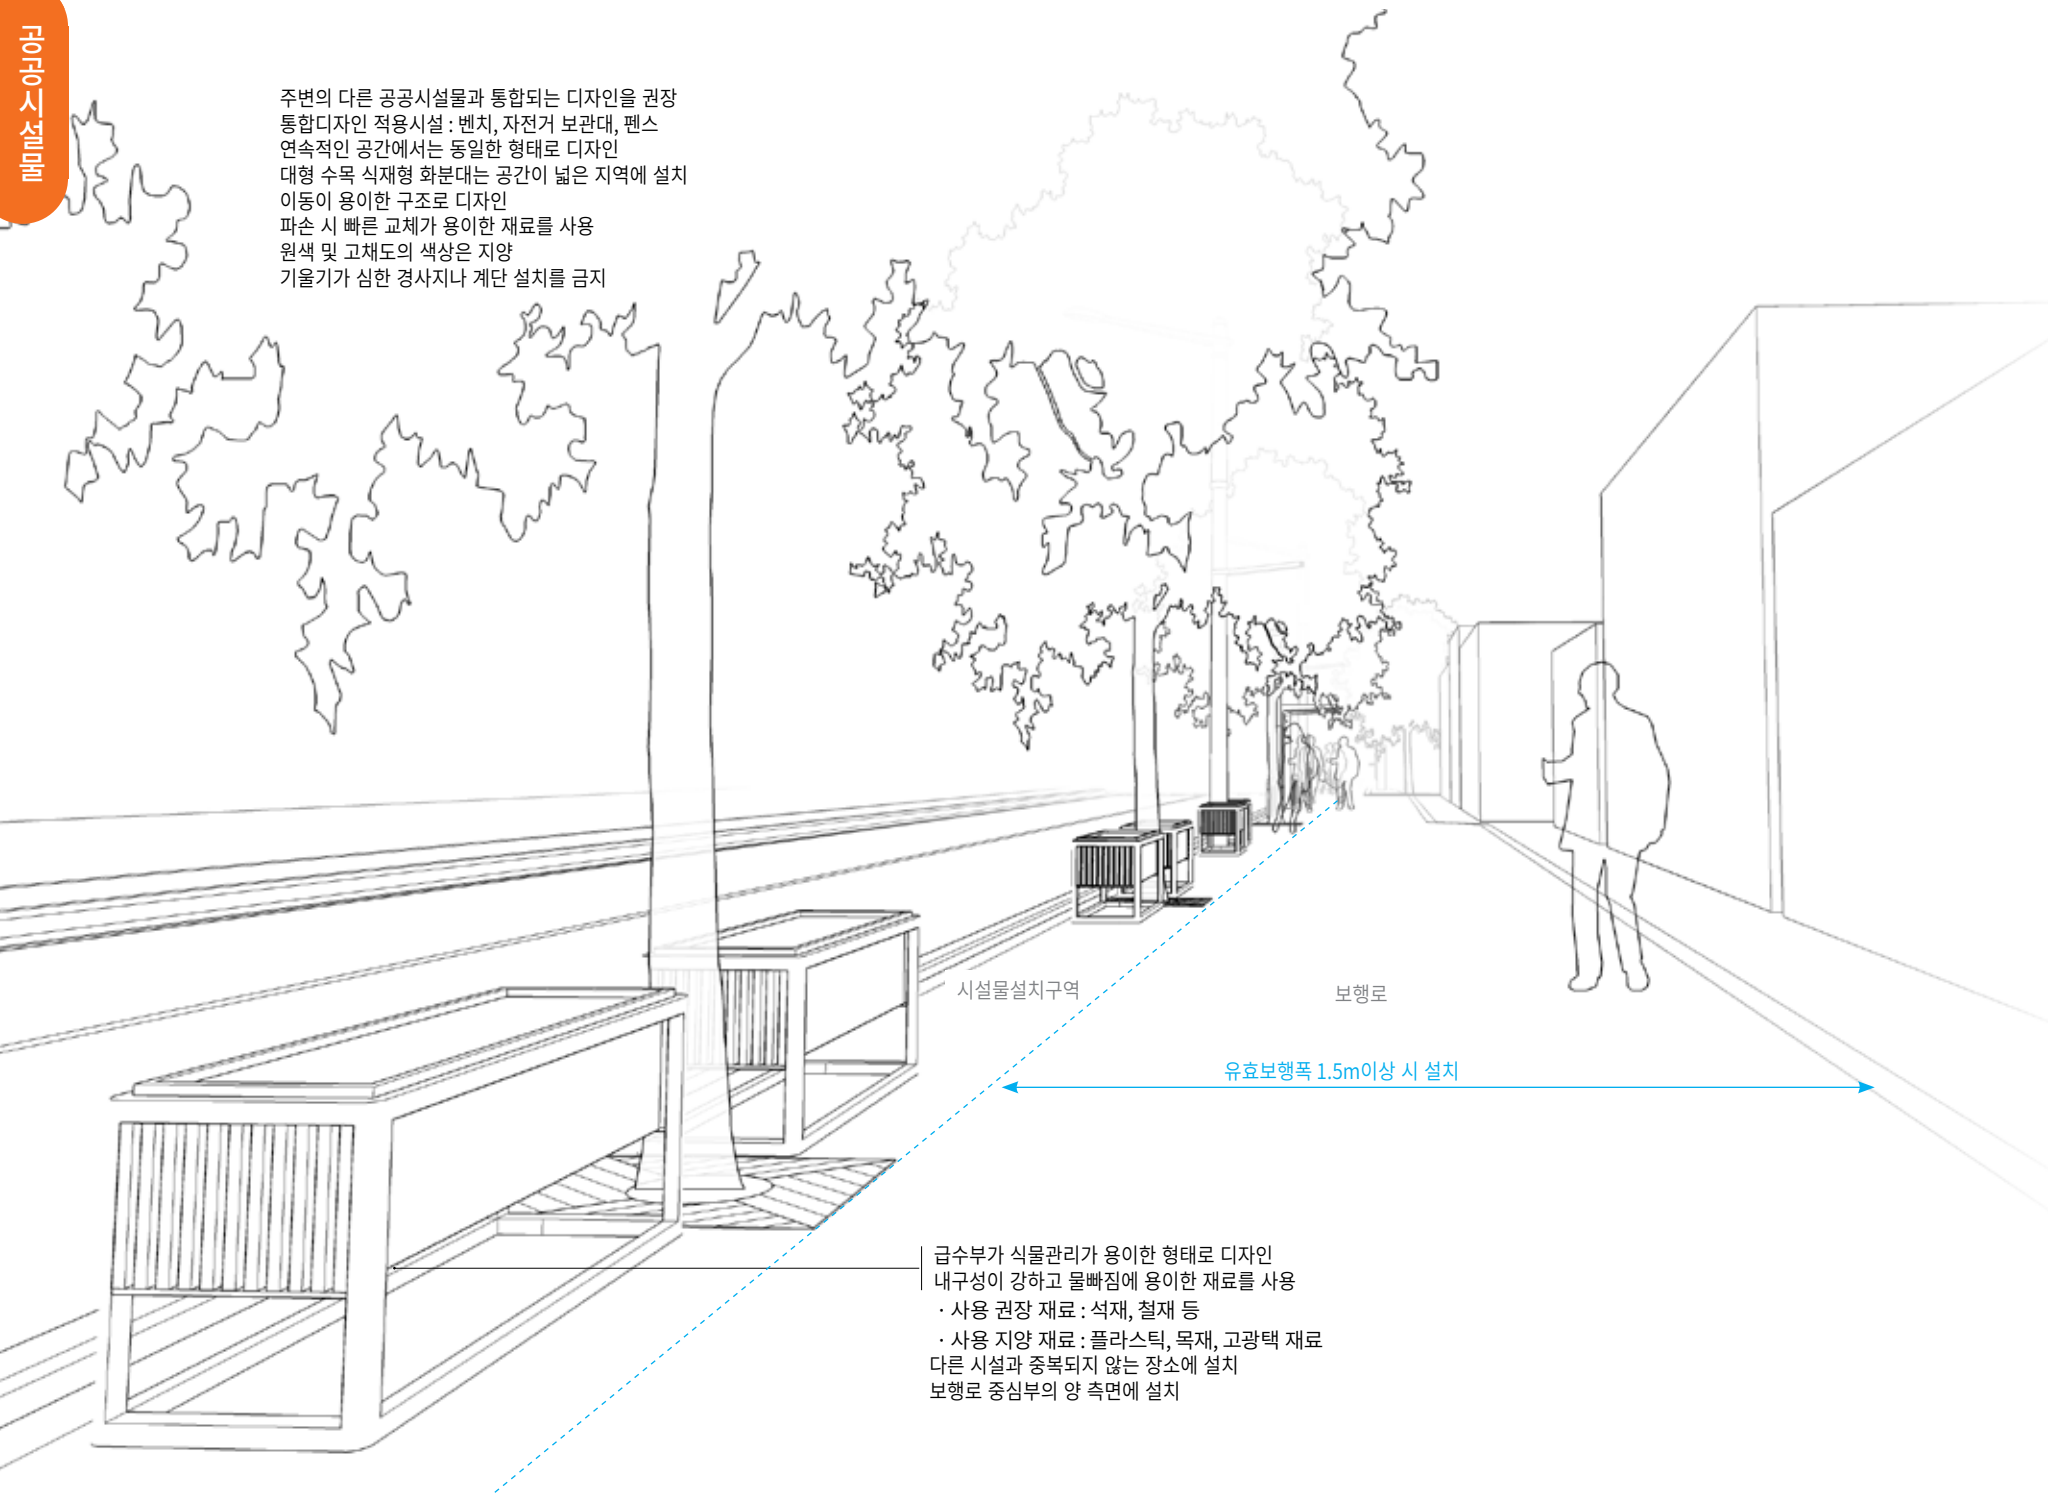 공공시설물
주변의 다른 공공시설물과 통합되는 디자인을 권장
통합디자인 적용시설 : 벤치, 자전거 보관대, 펜스
연속적인 공간에서는 동일한 형태로 디자인
대형 수목 식재형 화분대는 공간이 넓은 지역에 설치
이동이 용이한 구조로 디자인
파손 시 빠른 교체가 용이한 재료를 사용
원색 및 고채도의 색상은 지양
기울기가 심한 경사지나 계단 설치를 금지
시설물설치구역
보행로
유효보행폭 1.5m이상 시 설치
급수부가 식물관리가 용이한 형태로 디자인
내구성이 강하고 물빠짐에 용이한 재료를 사용
· 사용 권장 재료 : 석재, 철재 등
· 사용 지양 재료 : 플라스틱, 목재, 고광택 재료
다른 시설과 중복되지 않는 장소에 설치
보행로 중심부의 양 측면에 설치